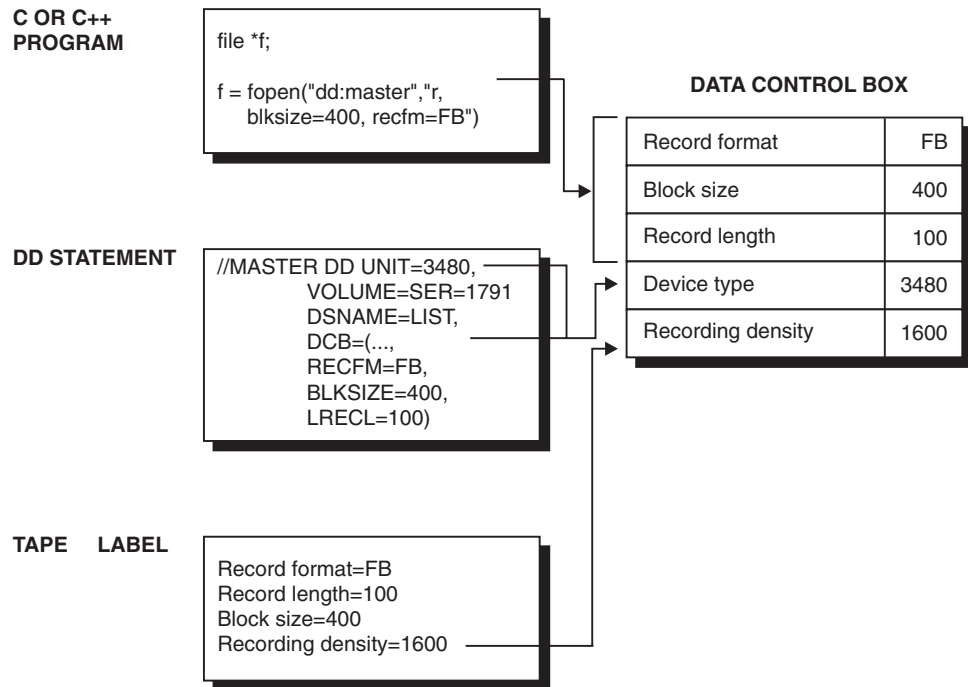 C OR C++
PROGRAM
file *f;
f = fopen("dd:master","r,
blksize=400, recfm=FB")
DATA CONTROL BOX
Record format FB
Block size 400
Record length 100
Device type 3480
Recording density 1600
DD STATEMENT
//MASTER DD UNIT=3480,
VOLUME=SER=1791
DSNAME=LIST,
DCB=(...,
RECFM=FB,
BLKSIZE=400,
LRECL=100)
TAPE LABEL
Record format=FB
Record length=100
Block size=400
Recording density=1600